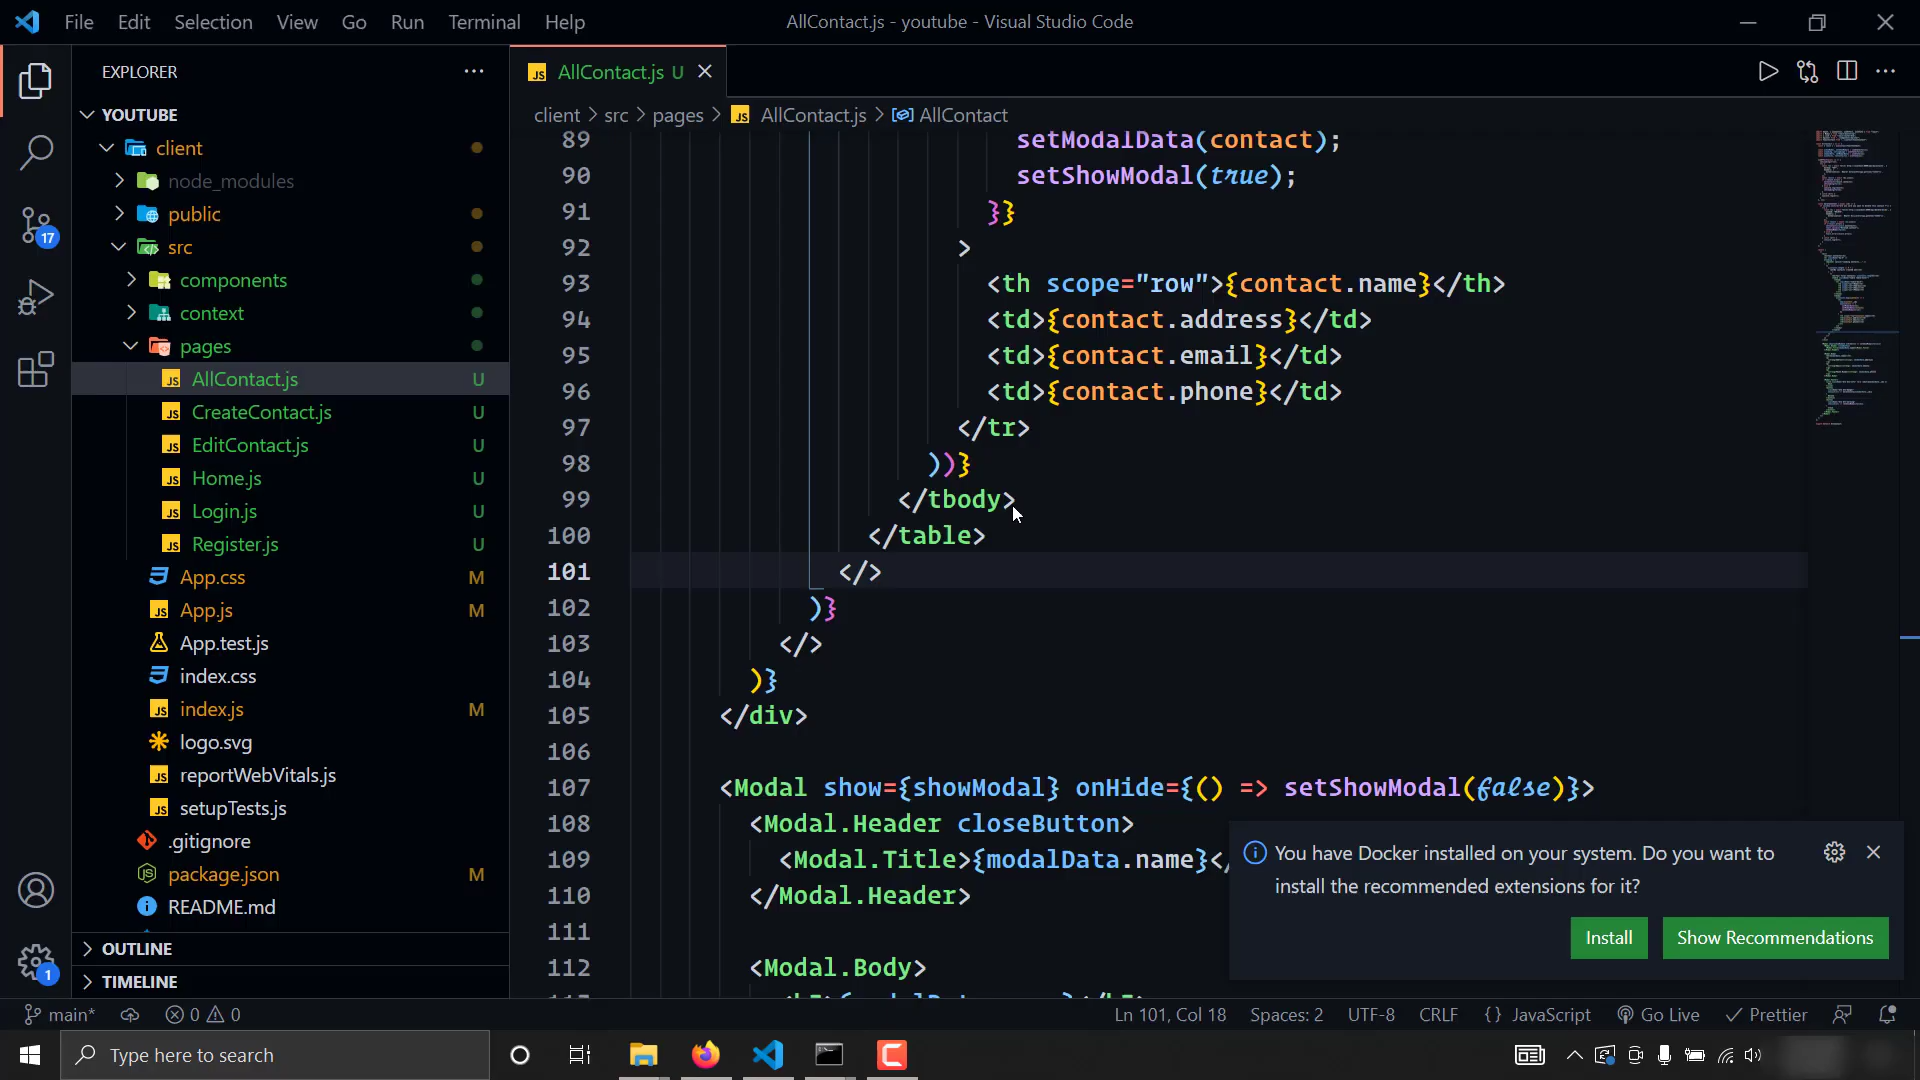 File Edit Selection View Go Run Terminal Help
AllContact.js - youtube - Visual Studio Code
EXPLORER
YOUTUBE
client
node_modules
public
src
components
context
pages
AllContact.js U
CreateContact.js U
EditContact.js U
Home.js U
Login.js U
Register.js U
App.css M
App.js M
App.test.js
index.css
index.js M
logo.svg
reportWebVitals.js
setupTests.js
.gitignore
package.json M
README.md
OUTLINE
TIMELINE
17
1
AllContact.js U
client > src > pages > AllContact.js > AllContact
89 setModalData(contact);
90 setShowModal(true);
91 }}
92 >
93 <th scope="row">{contact.name}</th>
94 <td>{contact.address}</td>
95 <td>{contact.email}</td>
96 <td>{contact.phone}</td>
97 </tr>
98 ))}
99 </tbody>
100 </table>
101 </>
102 )}
103 </>
104 )}
105 </div>
106
107 <Modal show={showModal} onHide={() => setShowModal(false)}>
108 <Modal.Header closeButton>
109 <Modal.Title>{modalData.name}</
110 </Modal.Header>
111
112 <Modal.Body>
You have Docker installed on your system. Do you want to
install the recommended extensions for it?
Install Show Recommendations
main* 0 0 Ln 101, Col 18 Spaces: 2 UTF-8 CRLF {} JavaScript Go Live Prettier
Type here to search